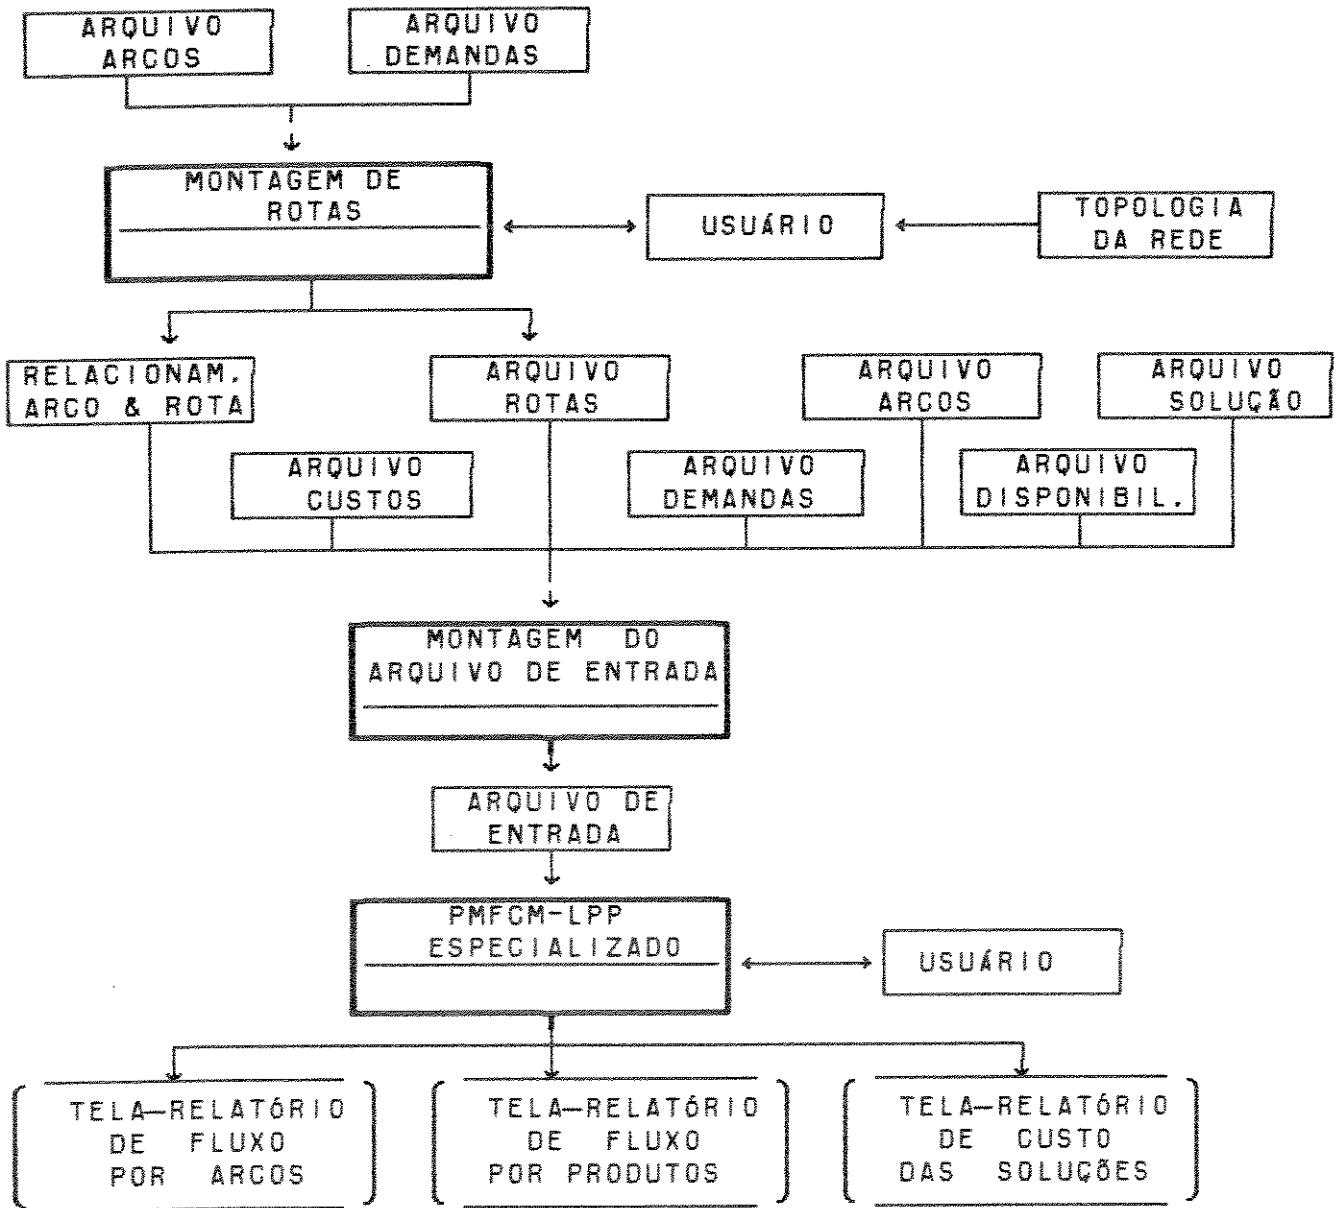 ARQUIVO
ARCOS
ARQUIVO
DEMANDAS
MONTAGEM DE
ROTAS
USUÁRIO
TOPOLOGIA
DA REDE
RELACIONAM.
ARCO & ROTA
ARQUIVO
ROTAS
ARQUIVO
ARCOS
ARQUIVO
SOLUÇÃO
ARQUIVO
CUSTOS
ARQUIVO
DEMANDAS
ARQUIVO
DISPONIBIL.
MONTAGEM DO
ARQUIVO DE ENTRADA
ARQUIVO DE
ENTRADA
PMFCM-LPP
ESPECIALIZADO
USUÁRIO
TELA-RELATÓRIO
DE FLUXO
POR ARCOS
TELA-RELATÓRIO
DE FLUXO
POR PRODUTOS
TELA-RELATÓRIO
DE CUSTO
DAS SOLUÇÕES